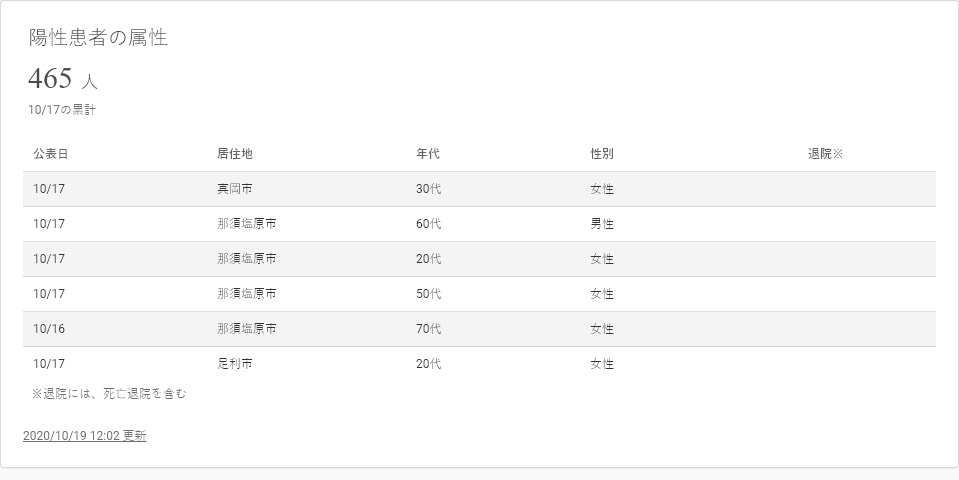 陽性患者の属性
465 人
10/17の累計
公表日 居住地 年代 性別 退院※
10/17 真岡市 30代 女性
10/17 那須塩原市 60代 男性
10/17 那須塩原市 20代 女性
10/17 那須塩原市 50代 女性
10/16 那須塩原市 70代 女性
10/17 足利市 20代 女性
※退院には、死亡退院を含む
2020/10/19 12:02 更新